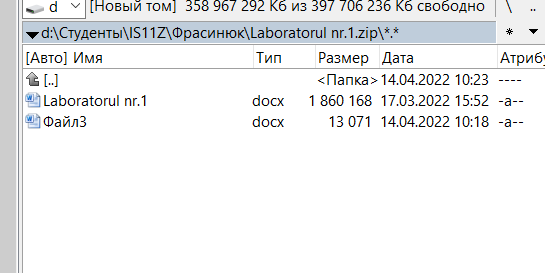 d [Новый том] 358 967 292 Кб из 397 706 236 Кб свободно \ ..
d:\Студенты\IS11Z\Фрасинюк\Laboratorul nr.1.zip\*.* * ▼
[Авто] Имя Тип Размер Дата Атрибу
[..] <Папка> 14.04.2022 10:23 ----
Laboratorul nr.1 docx 1 860 168 17.03.2022 15:52 -a--
Файл3 docx 13 071 14.04.2022 10:18 -a--